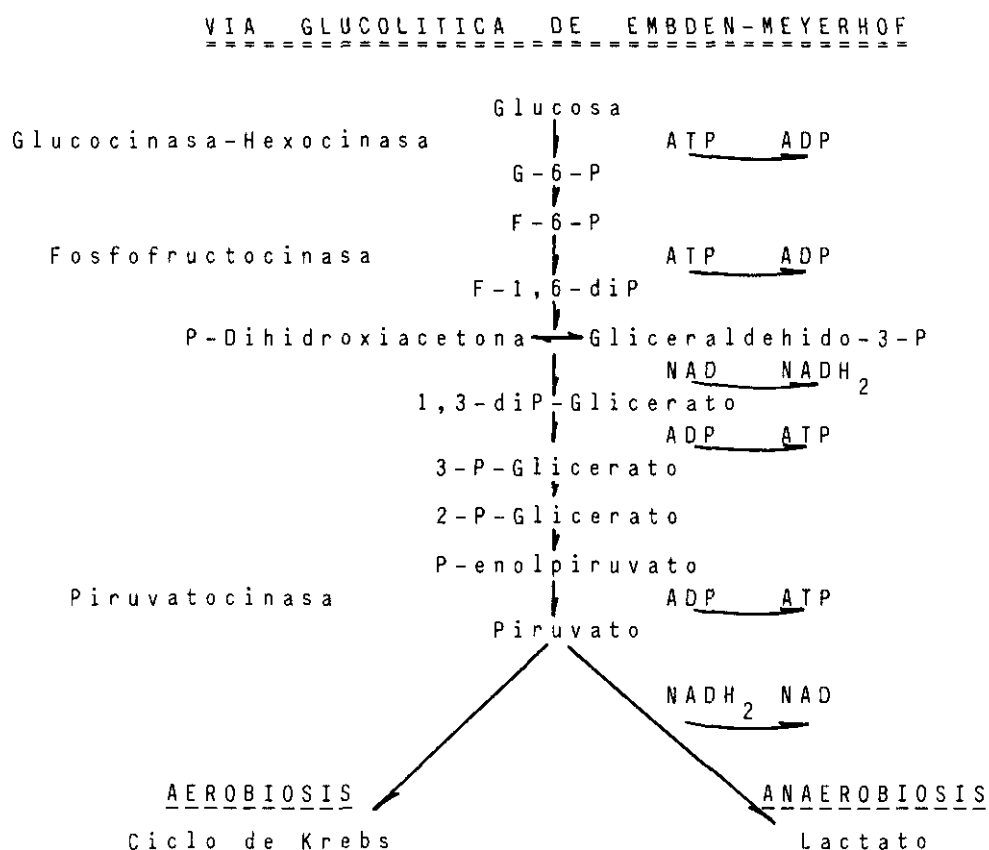 VIA GLUCOLITICA DE EMBDEN-MEYERHOF
Glucosa
Glucocinasa-Hexocinasa ATP ADP
G-6-P
F-6-P
Fosfofructocinasa ATP ADP
F-1,6-diP
P-Dihidroxiacetona Gliceraldehido-3-P
NAD NADH2
1,3-diP-Glicerato
ADP ATP
3-P-Glicerato
2-P-Glicerato
P-enolpiruvato
Piruvatocinasa ADP ATP
Piruvato
NADH2 NAD
AEROBIOSIS ANAEROBIOSIS
Ciclo de Krebs Lactato